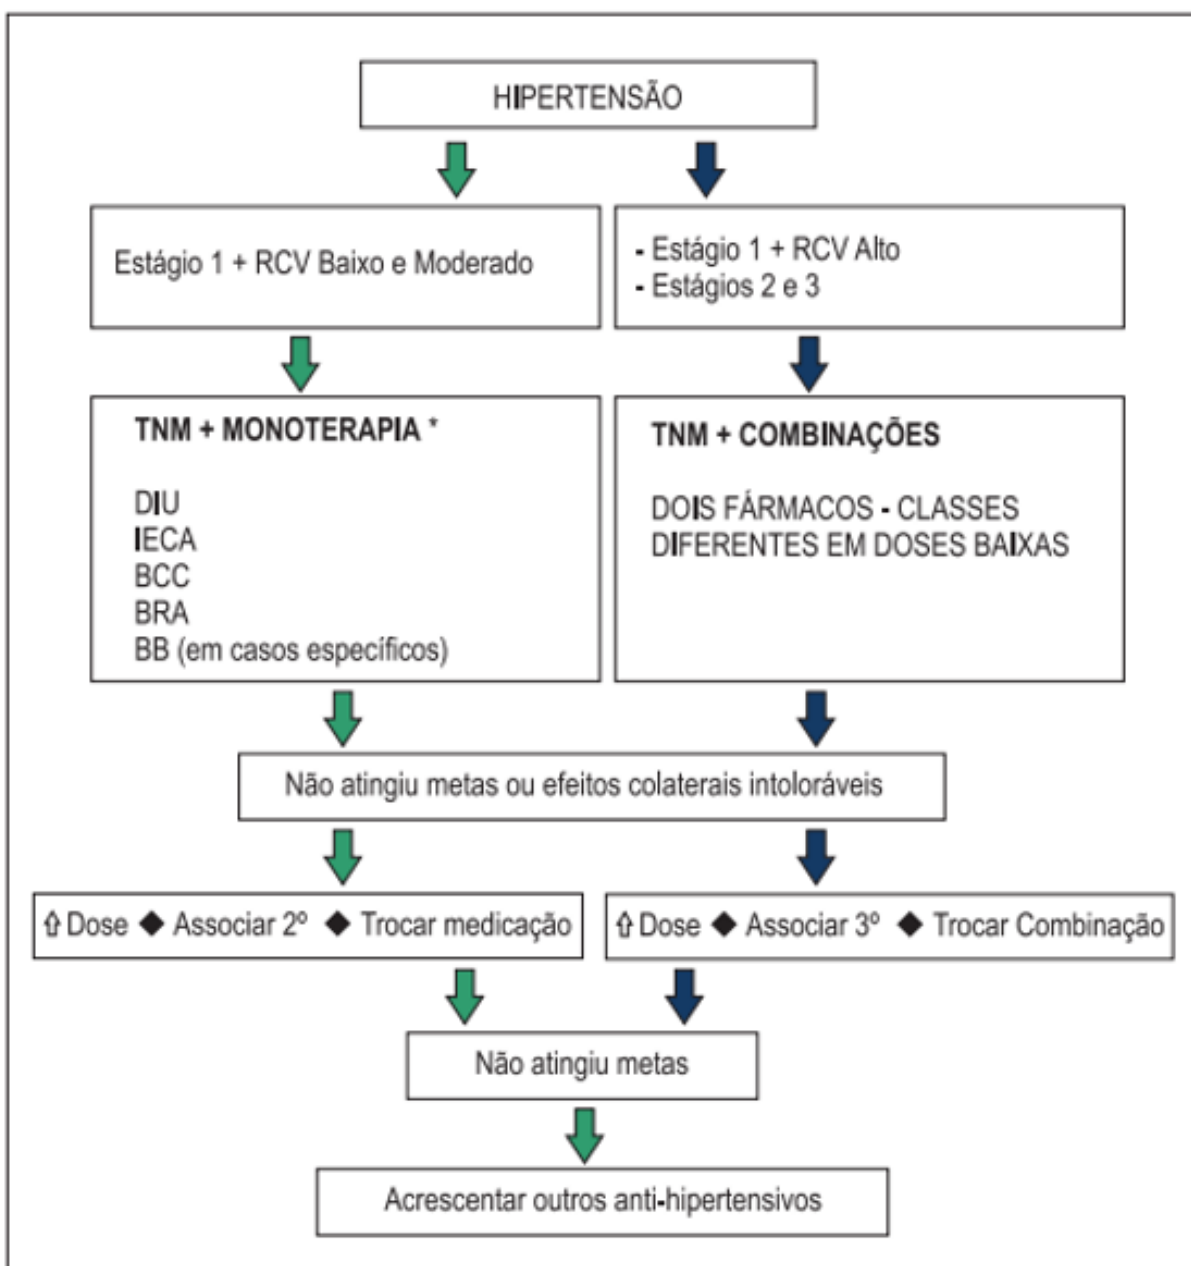 HIPERTENSÃO
Estágio 1 + RCV Baixo e Moderado
- Estágio 1 + RCV Alto
- Estágios 2 e 3
TNM + MONOTERAPIA *
DIU
IECA
BCC
BRA
BB (em casos específicos)
TNM + COMBINAÇÕES
DOIS FÁRMACOS - CLASSES
DIFERENTES EM DOSES BAIXAS
Não atingiu metas ou efeitos colaterais intoloráveis
⇧ Dose ◆ Associar 2º ◆ Trocar medicação
⇧ Dose ◆ Associar 3º ◆ Trocar Combinação
Não atingiu metas
Acrescentar outros anti-hipertensivos